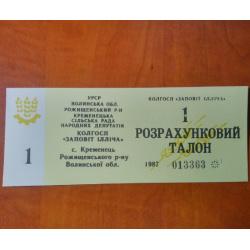 УРСР
ВОЛИНСЬКА ОБЛ.
РОЖИЩЕНСЬКИЙ Р-Н
КРЕМЕНЕЦЬКА
СІЛЬСЬКА РАДА
НАРОДНИХ ДЕПУТАТІВ
КОЛГОСП
«ЗАПОВІТ ІЛЛІЧА»
с. Кременець
Рожищенського р-ну
Волинської обл.
1
КОЛГОСП «ЗАПОВІТ ІЛЛІЧА»
1
РОЗРАХУНКОВИЙ
ТАЛОН
1987 013363